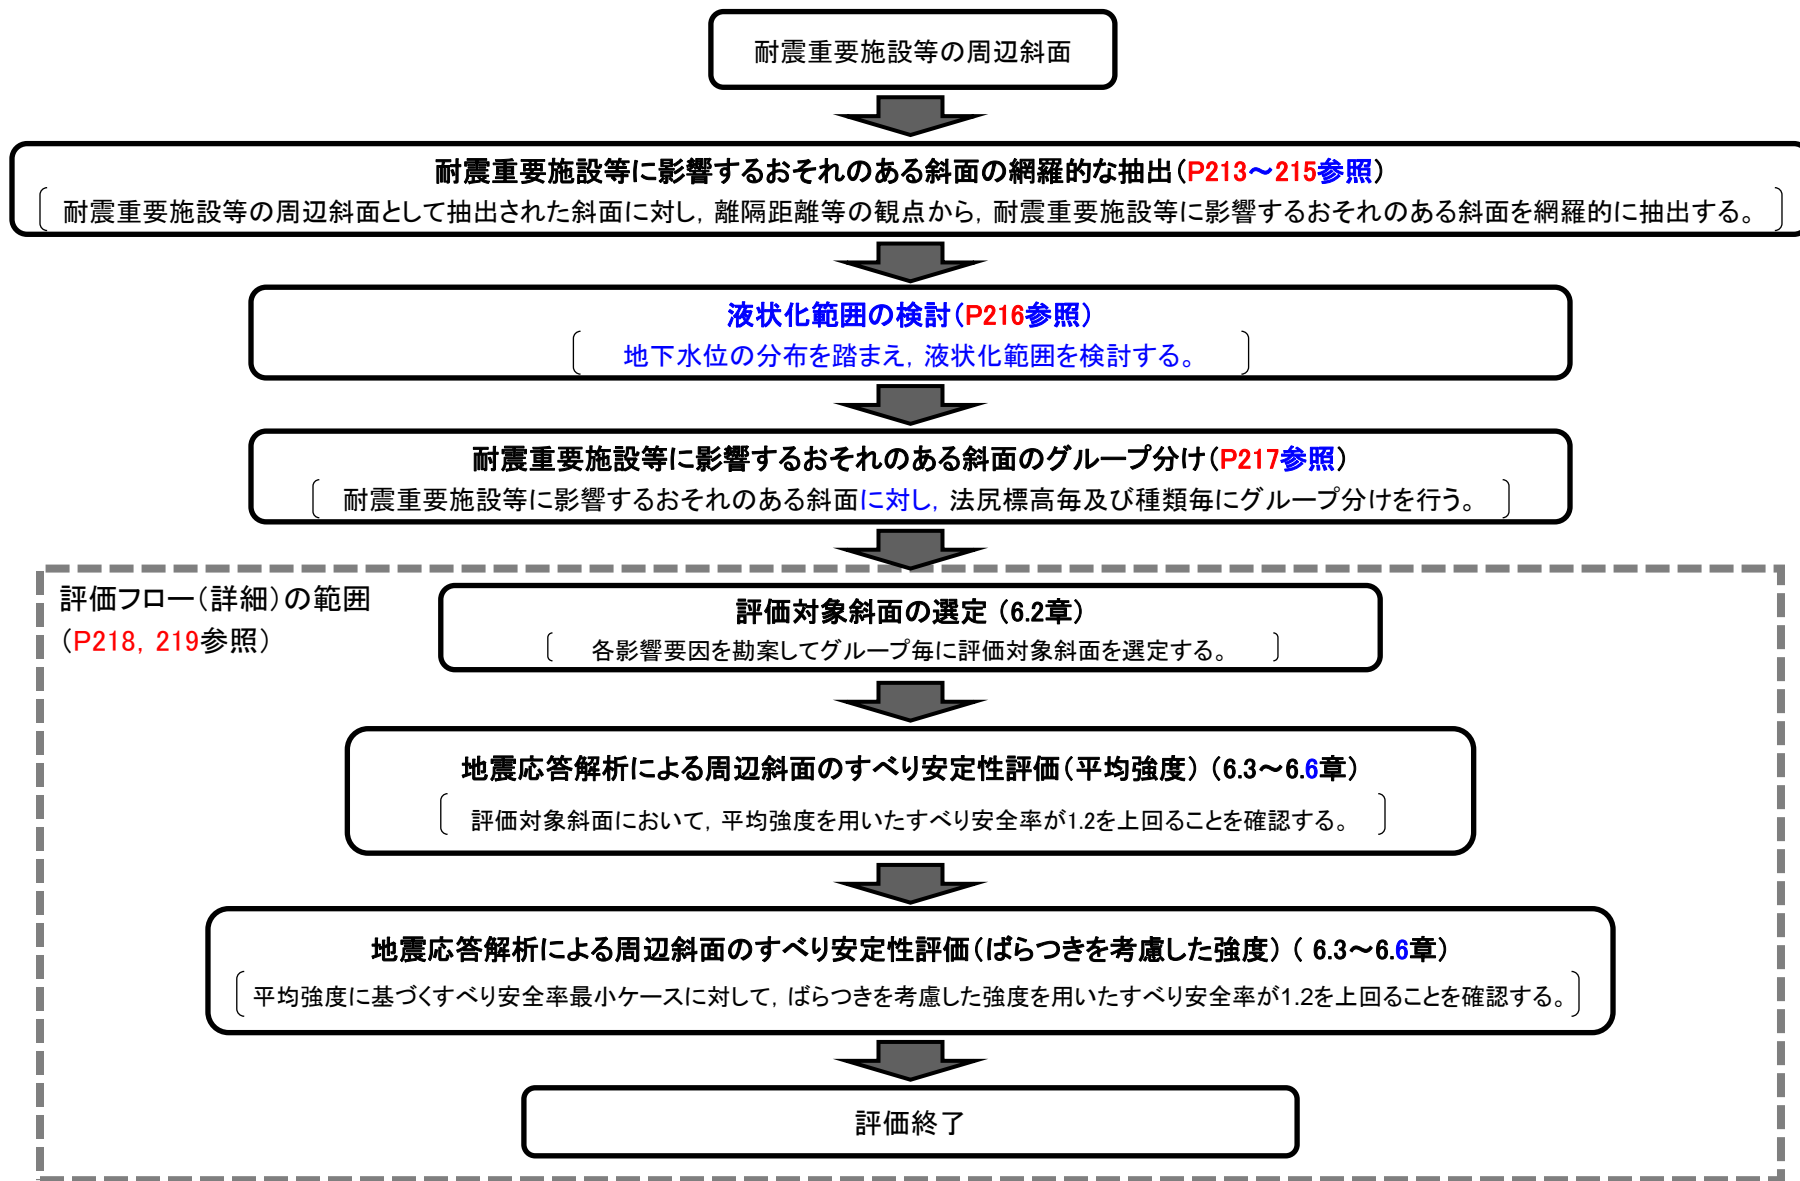 耐震重要施設等の周辺斜面
耐震重要施設等に影響するおそれのある斜面の網羅的な抽出（P213～215参照）
耐震重要施設等の周辺斜面として抽出された斜面に対し，離隔距離等の観点から，耐震重要施設等に影響するおそれのある斜面を網羅的に抽出する。
液状化範囲の検討（P216参照）
地下水位の分布を踏まえ，液状化範囲を検討する。
耐震重要施設等に影響するおそれのある斜面のグループ分け（P217参照）
耐震重要施設等に影響するおそれのある斜面に対し，法尻標高毎及び種類毎にグループ分けを行う。
評価フロー（詳細）の範囲
（P218，219参照）
評価対象斜面の選定（6.2章）
各影響要因を勘案してグループ毎に評価対象斜面を選定する。
地震応答解析による周辺斜面のすべり安定性評価（平均強度）（6.3～6.6章）
評価対象斜面において，平均強度を用いたすべり安全率が1.2を上回ることを確認する。
地震応答解析による周辺斜面のすべり安定性評価（ばらつきを考慮した強度）（ 6.3～6.6章）
平均強度に基づくすべり安全率最小ケースに対して，ばらつきを考慮した強度を用いたすべり安全率が1.2を上回ることを確認する。
評価終了